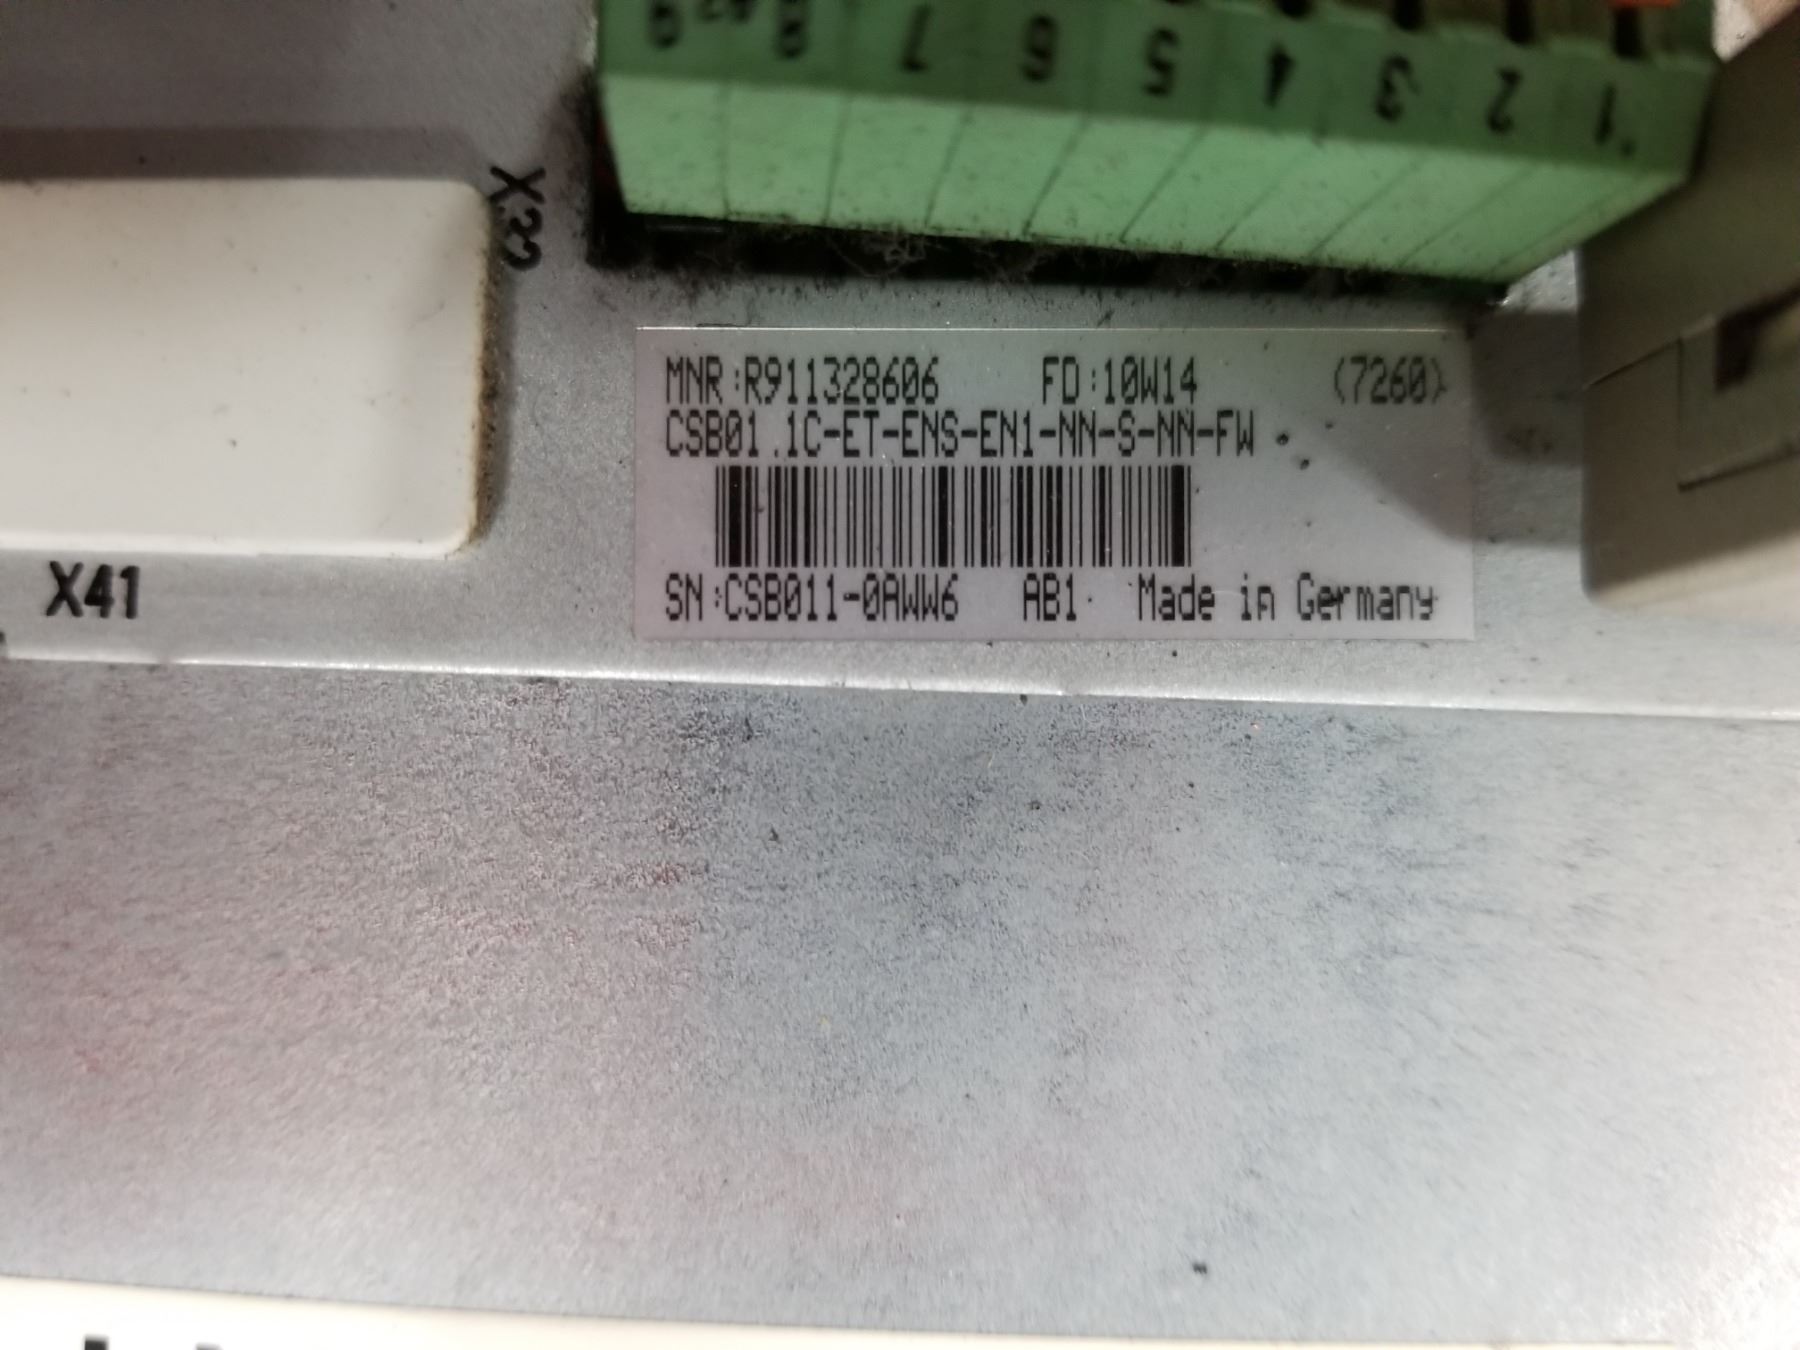 9 8 7 6 5 4 3 2 1
X32
MNR:R911328606 FD:10W14 (7260)
CSB01.1C-ET-ENS-EN1-NN-S-NN-FW
SN:CSB011-0AWW6 AB1 Made in Germany
X41